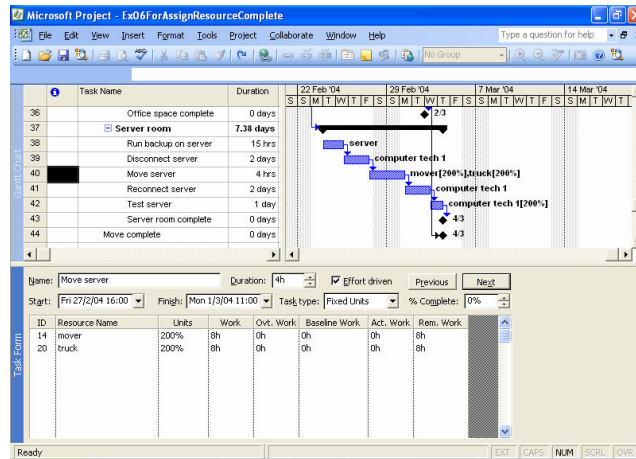 Microsoft Project - Ex06ForAssignResourceComplete
File Edit View Insert Format Tools Project Collaborate Window Help Type a question for help
No Group
Task Name Duration 22 Feb '04 29 Feb '04 7 Mar '04 14 Mar '04
S S M T W T F S S M T W T F S S M T W T F S S M T W T
36 Office space complete 0 days 2/3
37 Server room 7.38 days
38 Run backup on server 15 hrs server
39 Disconnect server 2 days computer tech 1
40 Move server 4 hrs mover[200%],truck[200%]
41 Reconnect server 2 days computer tech 1
42 Test server 1 day computer tech 1[200%]
43 Server room complete 0 days 4/3
44 Move complete 0 days 4/3
Gantt Chart
Name: Move server Duration: 4h Effort driven Previous Next
Start: Fri 27/2/04 16:00 Finish: Mon 1/3/04 11:00 Task type: Fixed Units % Complete: 0%
ID Resource Name Units Work Ovt. Work Baseline Work Act. Work Rem. Work
14 mover 200% 8h 0h 0h 0h 8h
20 truck 200% 8h 0h 0h 0h 8h
Task Form
Ready EXT CAPS NUM SCRL OVR